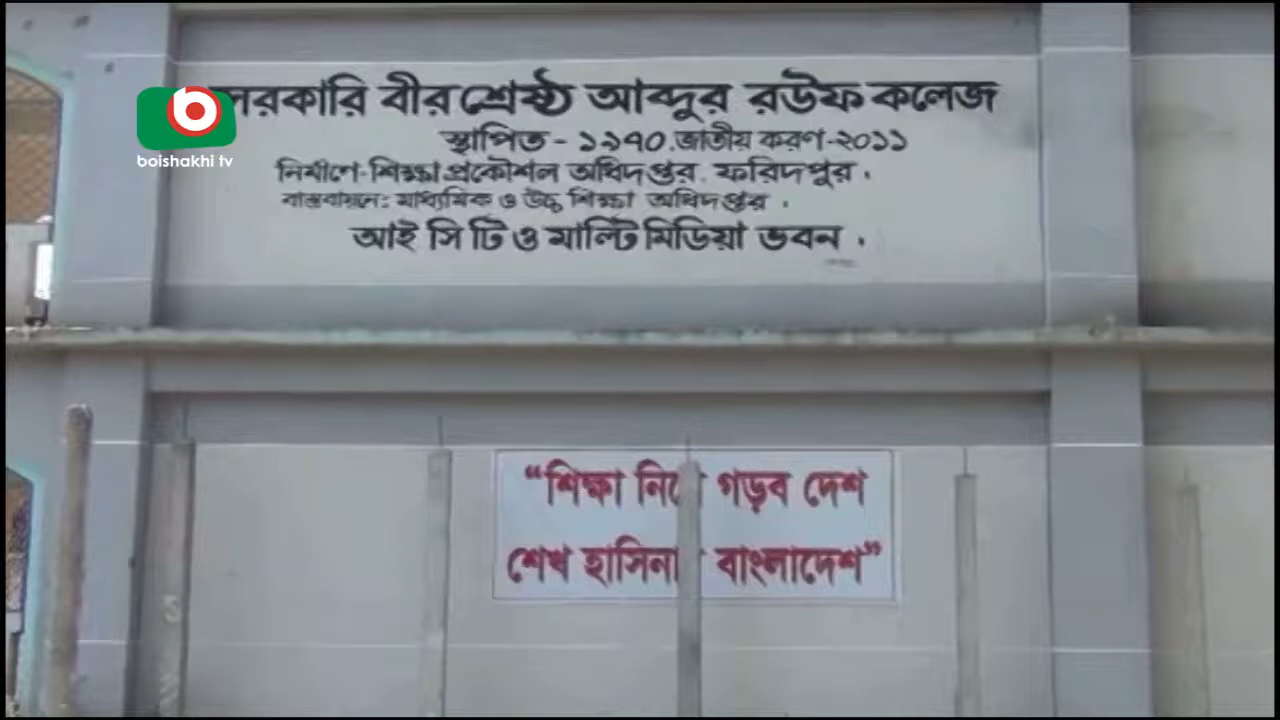 সরকারি বীরশ্রেষ্ঠ আব্দুর রউফ কলেজ
স্থাপিত - ১৯৭০. জাতীয় করণ-২০১১
নির্মাণে-শিক্ষা প্রকৌশল অধিদপ্তর. ফরিদপুর.
বাস্তবায়নে: মাধ্যমিক ও উচ্চ শিক্ষা অধিদপ্তর.
আই সি টি ও মাল্টিমিডিয়া ভবন.
boishakhi tv
“শিক্ষা নিয়ে গড়ব দেশ
শেখ হাসিনার বাংলাদেশ”